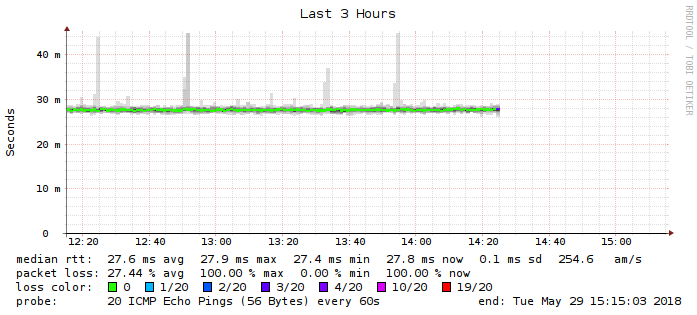 Last 3 Hours
RRDTOOL / TOBI OETIKER
Seconds
40 m
30 m
20 m
10 m
0
12:20 12:40 13:00 13:20 13:40 14:00 14:20 14:40 15:00
median rtt: 27.6 ms avg 27.9 ms max 27.4 ms min 27.8 ms now 0.1 ms sd 254.6 am/s
packet loss: 27.44 % avg 100.00 % max 0.00 % min 100.00 % now
loss color: 0 1/20 2/20 3/20 4/20 10/20 19/20
probe: 20 ICMP Echo Pings (56 Bytes) every 60s end: Tue May 29 15:15:03 2018